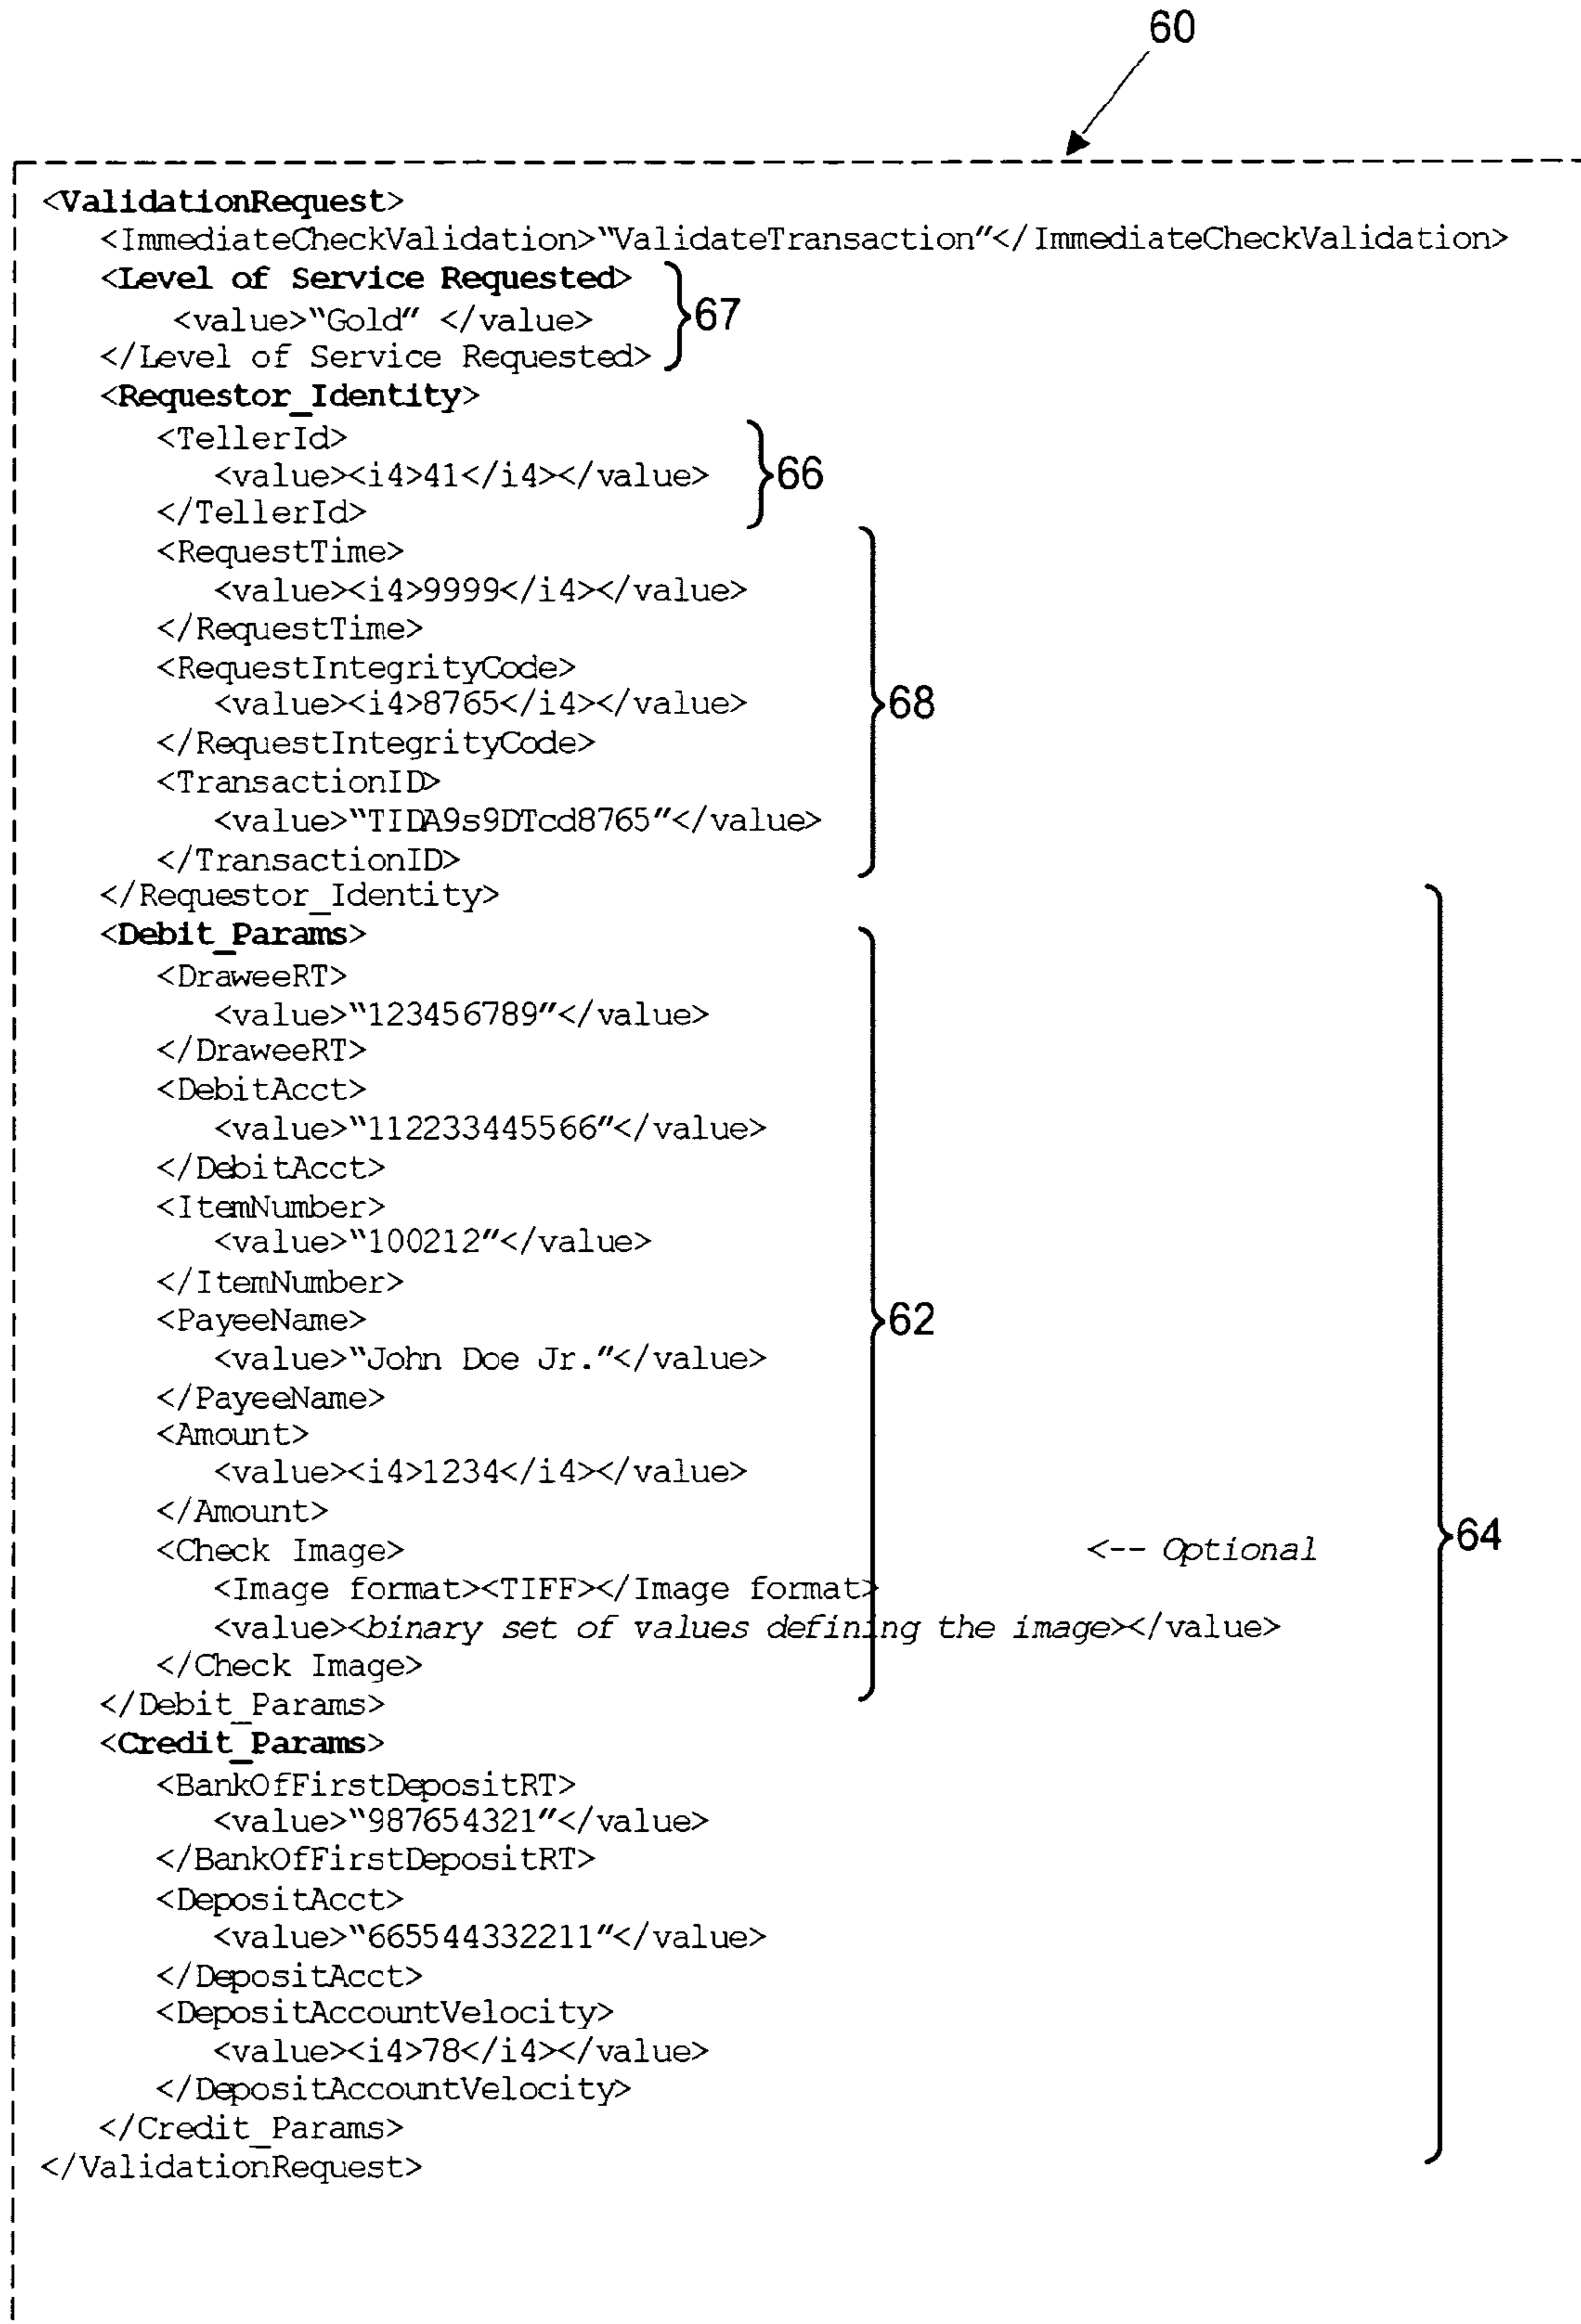 60
<ValidationRequest>
<ImmediateCheckValidation>"ValidateTransaction"</ImmediateCheckValidation>
<Level of Service Requested>
<value>"Gold" </value>
67
</Level of Service Requested>
<Requestor_Identity>
<TellerId>
<value><i4>41</i4></value>
66
</TellerId>
<RequestTime>
<value><i4>9999</i4></value>
</RequestTime>
<RequestIntegrityCode>
<value><i4>8765</i4></value>
68
</RequestIntegrityCode>
<TransactionID>
<value>"TIDA9s9DTcd8765"</value>
</TransactionID>
</Requestor_Identity>
<Debit_Params>
<DraweeRT>
<value>"123456789"</value>
</DraweeRT>
<DebitAcct>
<value>"112233445566"</value>
</DebitAcct>
<ItemNumber>
<value>"100212"</value>
</ItemNumber>
<PayeeName>
62
<value>"John Doe Jr."</value>
</PayeeName>
<Amount>
<value><i4>1234</i4></value>
</Amount>
<Check Image> <-- Optional
64
<Image format><TIFF></Image format>
<value><binary set of values defining the image></value>
</Check Image>
</Debit_Params>
<Credit_Params>
<BankOfFirstDepositRT>
<value>"987654321"</value>
</BankOfFirstDepositRT>
<DepositAcct>
<value>"665544332211"</value>
</DepositAcct>
<DepositAccountVelocity>
<value><i4>78</i4></value>
</DepositAccountVelocity>
</Credit_Params>
</ValidationRequest>